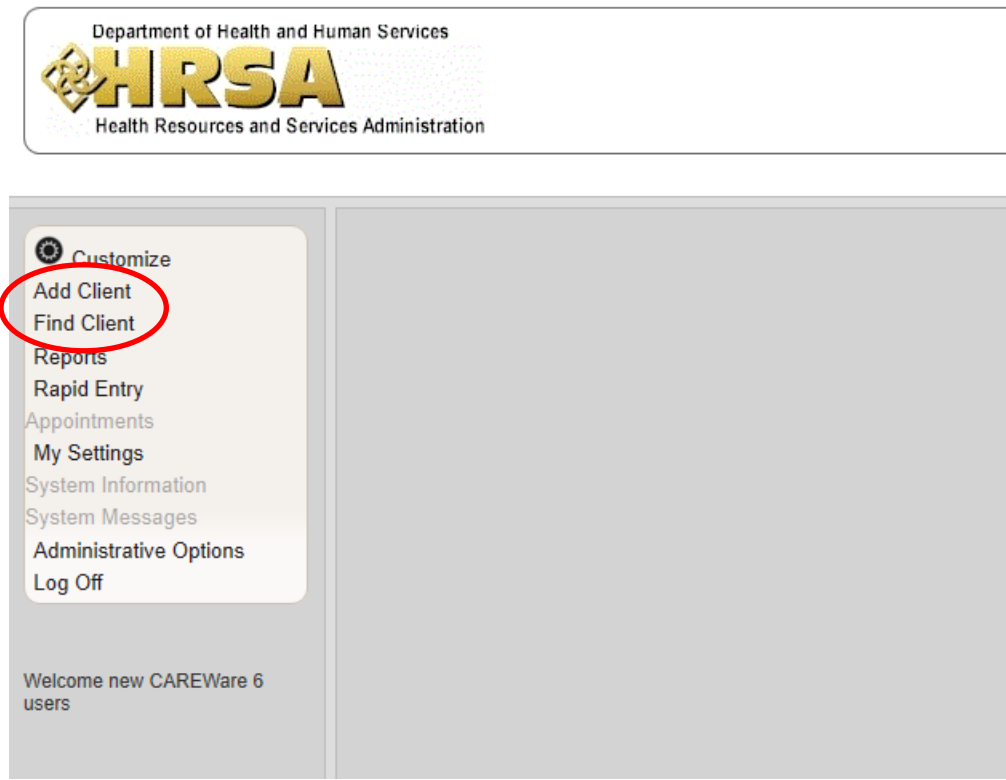 Department of Health and Human Services
HRSA
Health Resources and Services Administration
Customize
Add Client
Find Client
Reports
Rapid Entry
Appointments
My Settings
System Information
System Messages
Administrative Options
Log Off
Welcome new CAREWare 6
users